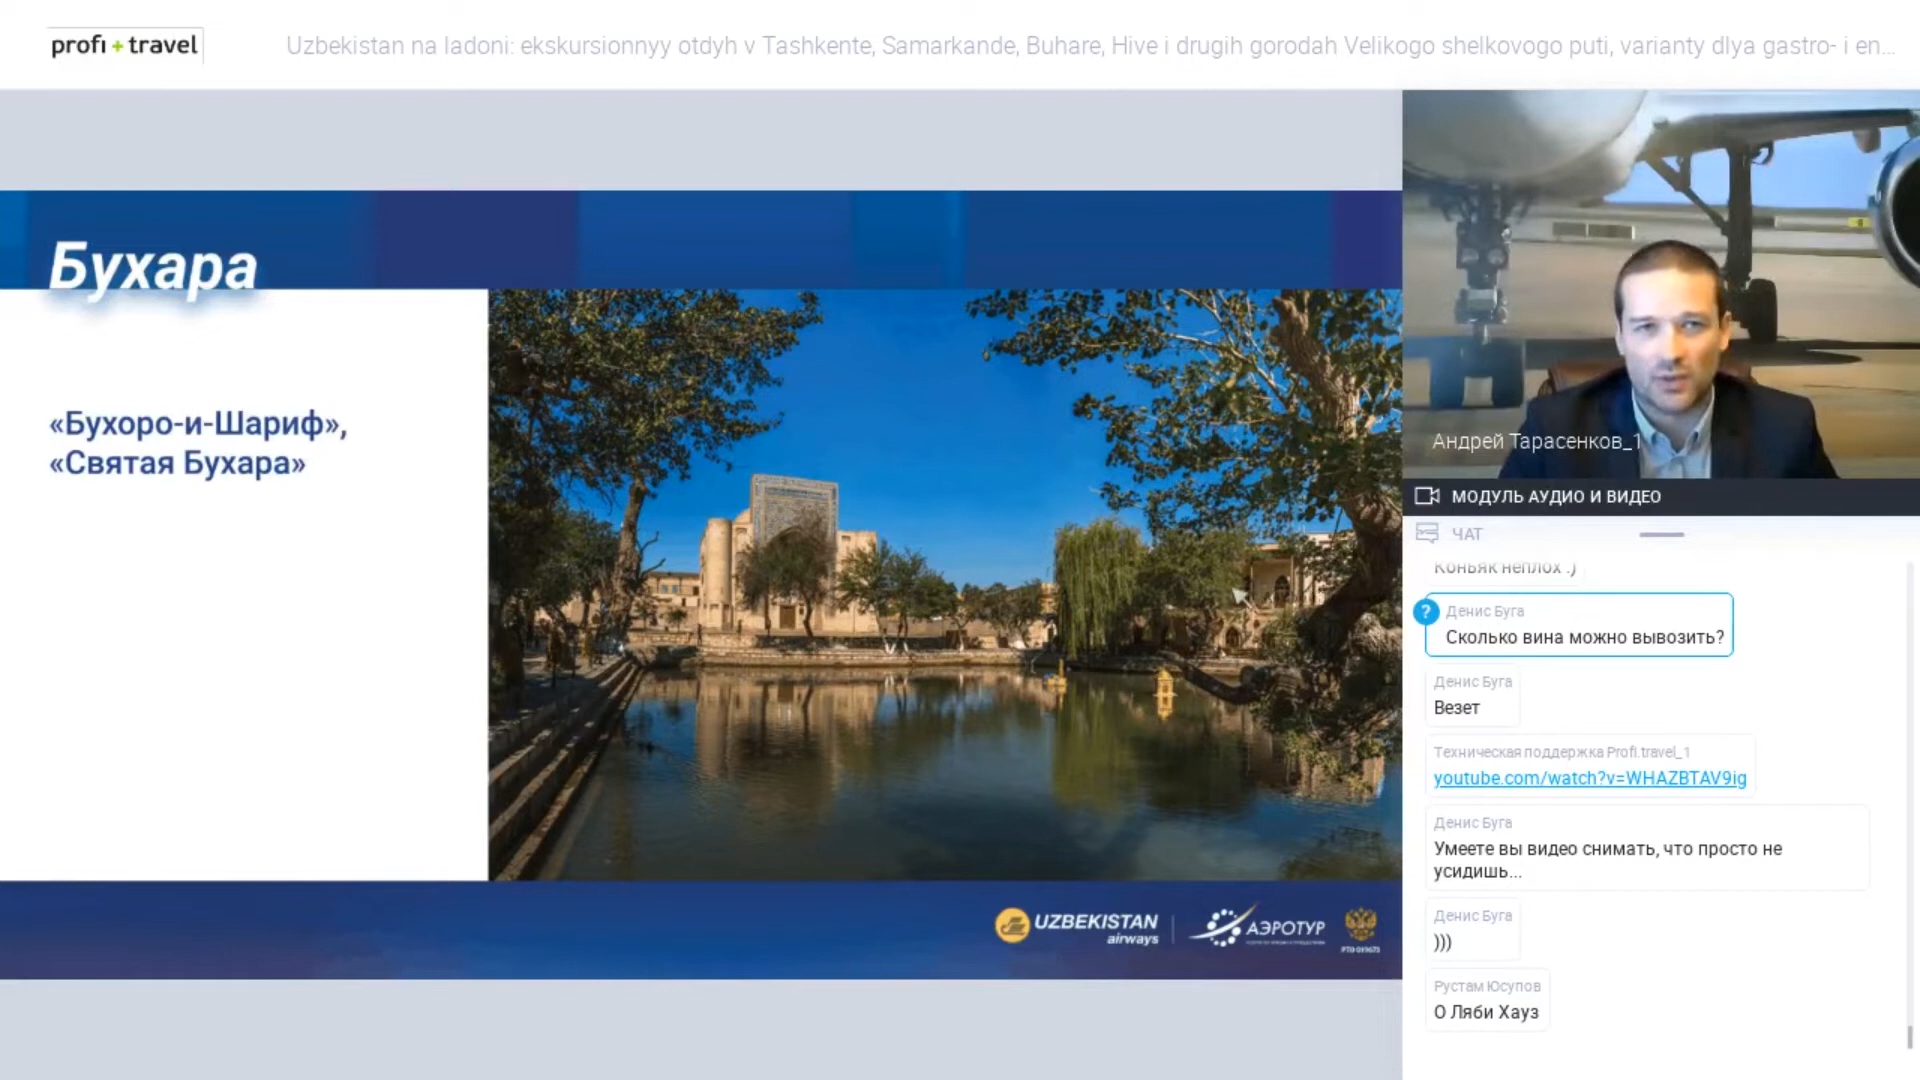 profi + travel
Uzbekistan na ladoni: ekskursionnyy otdyh v Tashkente, Samarkande, Buhare, Hive i drugih gorodah Velikogo shelkovogo puti, varianty dlya gastro- i en...
Бухара
«Бухоро-и-Шариф»,
«Святая Бухара»
UZBEKISTAN
airways
АЭРОТУР
Андрей Тарасенков_1
МОДУЛЬ АУДИО И ВИДЕО
ЧАТ
Коньяк неплох :)
?
Денис Буга
Сколько вина можно вывозить?
Денис Буга
Везет
Техническая поддержка Profi.travel_1
youtube.com/watch?v=WHAZBTAV9ig
Денис Буга
Умеете вы видео снимать, что просто не
усидишь...
Денис Буга
)))
Рустам Юсупов
О Ляби Хауз